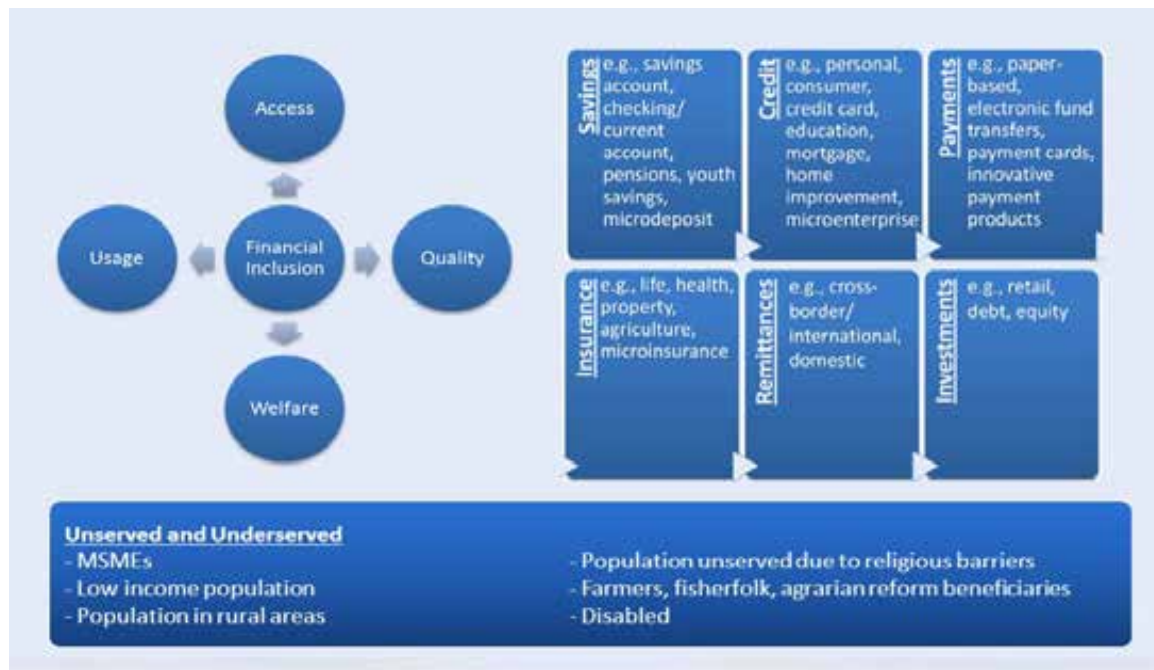 Access
Usage
Financial
Inclusion
Quality
Welfare
Savings
e.g., savings
account,
checking/
current
account,
pensions, youth
savings,
microdeposit
Credit
e.g., personal,
consumer,
credit card,
education,
mortgage,
home
improvement,
microenterprise
Payments
e.g., paper-
based,
electronic fund
transfers,
payment cards,
innovative
payment
products
Insurance
e.g., life, health,
property,
agriculture,
microinsurance
Remittances
e.g., cross-
border/
international,
domestic
Investments
e.g., retail,
debt, equity
Unserved and Underserved
- MSMEs
- Low income population
- Population in rural areas
- Population unserved due to religious barriers
- Farmers, fisherfolk, agrarian reform beneficiaries
- Disabled